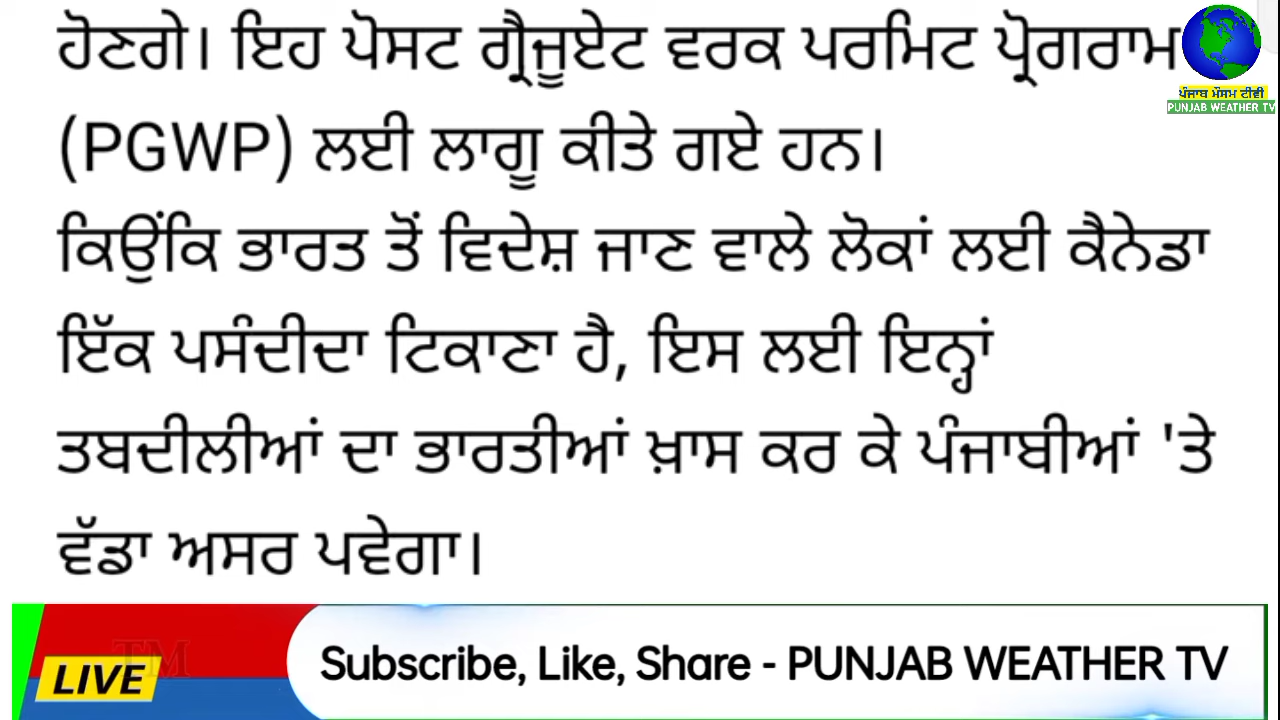 ਹੋਣਗੇ। ਇਹ ਪੋਸਟ ਗ੍ਰੈਜੂਏਟ ਵਰਕ ਪਰਮਿਟ ਪ੍ਰੋਗਰਾਮ
ਪੰਜਾਬ ਮੌਸਮ ਟੀਵੀ
PUNJAB WEATHER TV
(PGWP) ਲਈ ਲਾਗੂ ਕੀਤੇ ਗਏ ਹਨ।
ਕਿਉਂਕਿ ਭਾਰਤ ਤੋਂ ਵਿਦੇਸ਼ ਜਾਣ ਵਾਲੇ ਲੋਕਾਂ ਲਈ ਕੈਨੇਡਾ
ਇੱਕ ਪਸੰਦੀਦਾ ਟਿਕਾਣਾ ਹੈ, ਇਸ ਲਈ ਇਨ੍ਹਾਂ
ਤਬਦੀਲੀਆਂ ਦਾ ਭਾਰਤੀਆਂ ਖ਼ਾਸ ਕਰ ਕੇ ਪੰਜਾਬੀਆਂ 'ਤੇ
ਵੱਡਾ ਅਸਰ ਪਵੇਗਾ।
TM
LIVE
Subscribe, Like, Share - PUNJAB WEATHER TV